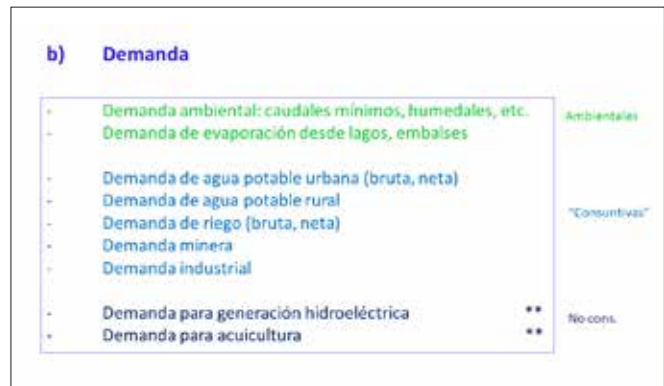 b) Demanda
- Demanda ambiental: caudales mínimos, humedales, etc. Ambientales
- Demanda de evaporación desde lagos, embalses
- Demanda de agua potable urbana (bruta, neta)
- Demanda de agua potable rural
- Demanda de riego (bruta, neta) "Consuntivas"
- Demanda minera
- Demanda industrial
- Demanda para generación hidroeléctrica ** No cons.
- Demanda para acuicultura **